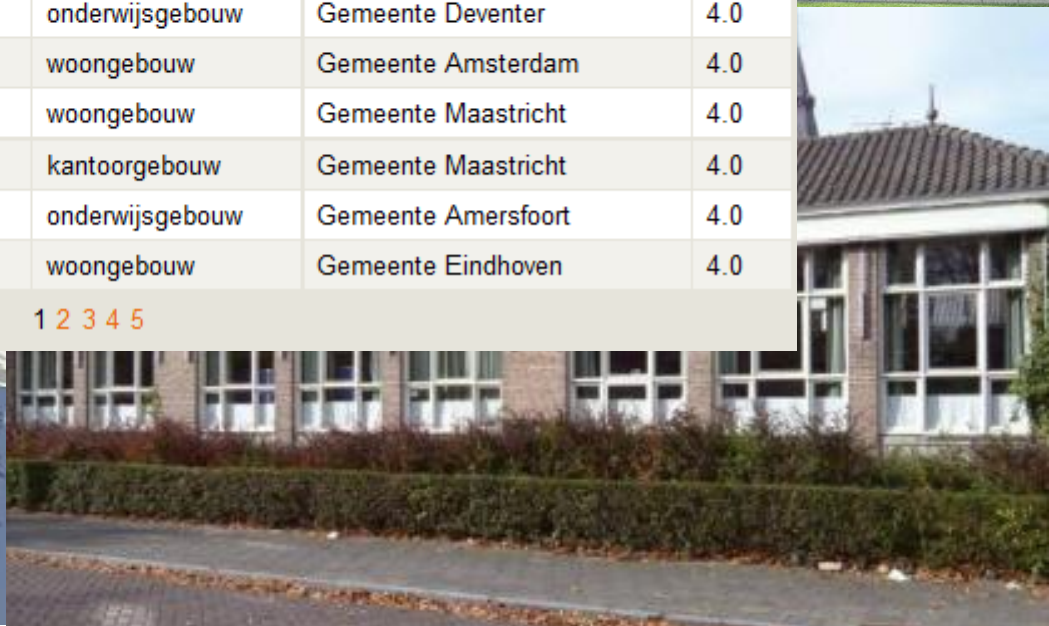 onderwijsgebouw Gemeente Deventer 4.0
woongebouw Gemeente Amsterdam 4.0
woongebouw Gemeente Maastricht 4.0
kantoorgebouw Gemeente Maastricht 4.0
onderwijsgebouw Gemeente Amersfoort 4.0
woongebouw Gemeente Eindhoven 4.0
1 2 3 4 5